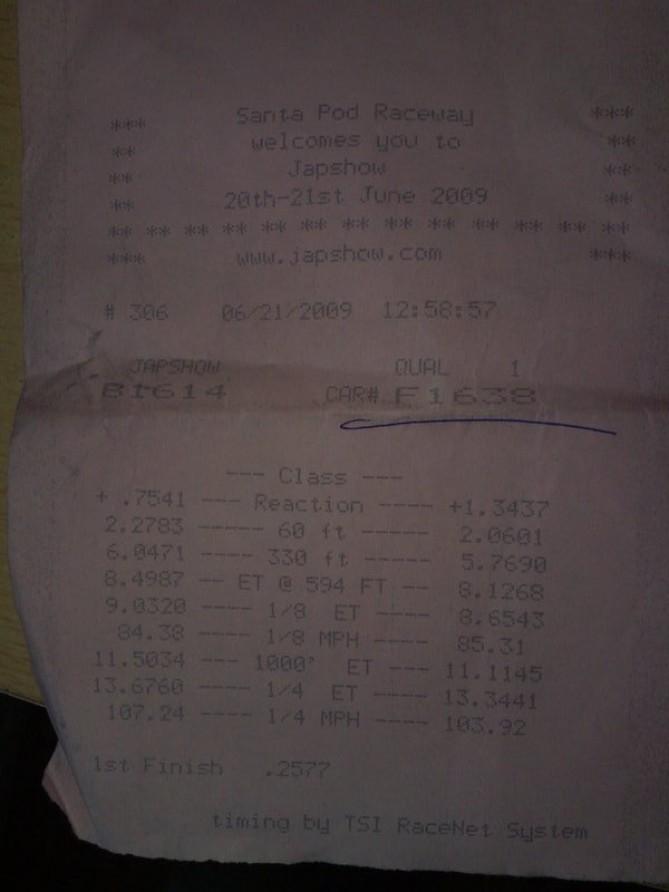 *** Santa Pod Raceway ***
** welcomes you to **
** Japshow **
** 20th-21st June 2009 **
** ** ** ** ** ** ** ** ** ** ** ** ** **
*** www.japshow.com ***
# 306 06/21/2009 12:58:57
JAPSHOW QUAL 1
BI614 CAR# F1638
--- Class ---
+ .7541 --- Reaction ---- +1.3437
2.2783 ---- 60 ft ----- 2.0601
6.0471 ---- 330 ft ---- 5.7690
8.4987 -- ET @ 594 FT -- 8.1268
9.0320 ---- 1/8 ET ---- 8.6543
84.38 ---- 1/8 MPH ---- 85.31
11.5034 --- 1000' ET --- 11.1145
13.6760 ---- 1/4 ET ---- 13.3441
107.24 ---- 1/4 MPH ---- 103.92
1st Finish .2577
timing by TSI RaceNet System